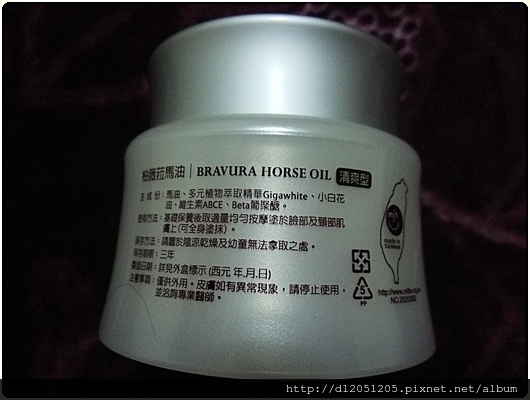 柏薇菈馬油 | BRAVURA HORSE OIL 清爽型
主成份：馬油、多元植物萃取精華Gigawhite、小白花
油、維生素ABCE、Beta葡聚醣。
使用方法：基礎保養後取適量均勻按摩塗於臉部及頸部肌
膚上(可全身塗抹)。
保存方法：請置於陰涼乾燥及幼童無法拿取之處。
保存期限：三年
製造日期：詳見外盒標示(西元 年.月.日)
注意事項：僅供外用。皮膚如有異常現象，請停止使用，
並洽詢專業醫師。
made in
taiwan
5
PP
NO.
http://d12051205.pixnet.net/album